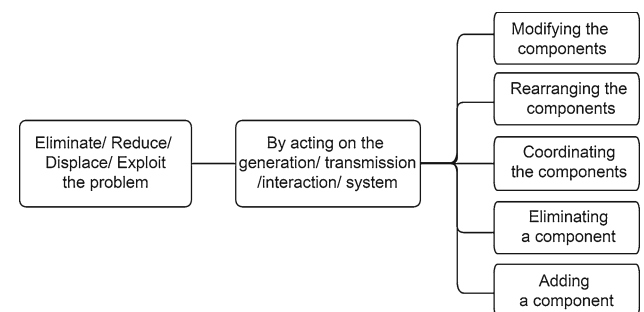 Eliminate/ Reduce/
Displace/ Exploit
the problem
By acting on the
generation/ transmission
/interaction/ system
Modifying the
components
Rearranging the
components
Coordinating
the components
Eliminating
a component
Adding
a component